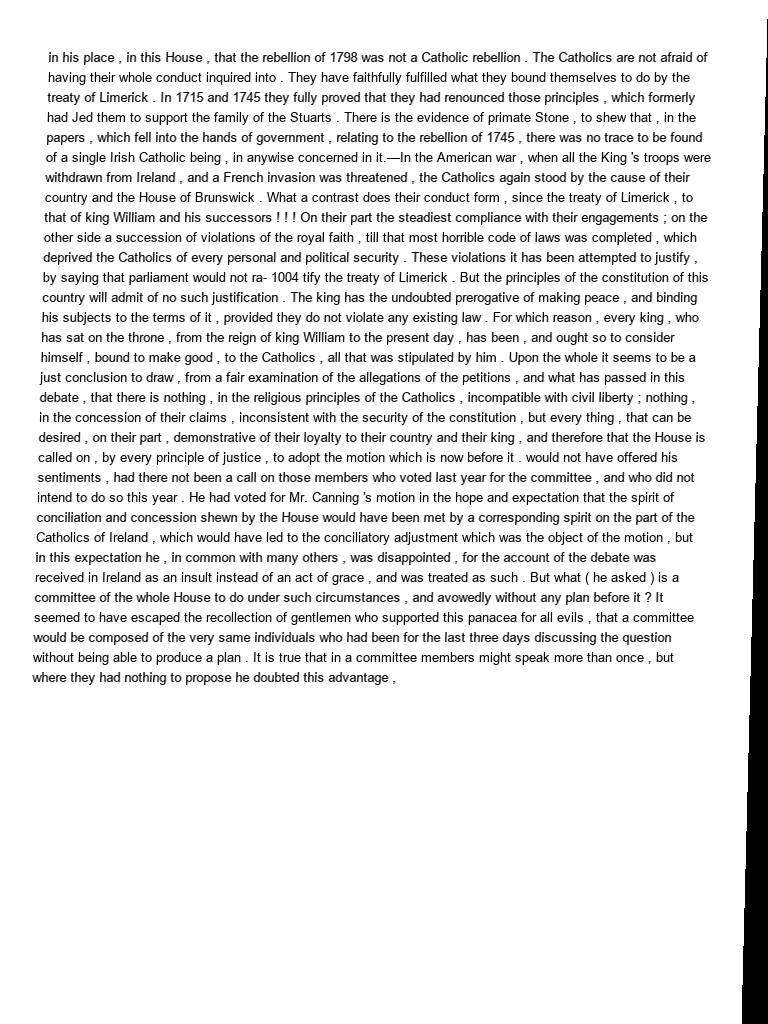 in his place , in this House , that the rebellion of 1798 was not a Catholic rebellion . The Catholics are not afraid of
having their whole conduct inquired into . They have faithfully fulfilled what they bound themselves to do by the
treaty of Limerick . In 1715 and 1745 they fully proved that they had renounced those principles , which formerly
had Jed them to support the family of the Stuarts . There is the evidence of primate Stone , to shew that , in the
papers , which fell into the hands of government , relating to the rebellion of 1745 , there was no trace to be found
of a single Irish Catholic being , in anywise concerned in it.—In the American war , when all the King 's troops were
withdrawn from Ireland , and a French invasion was threatened , the Catholics again stood by the cause of their
country and the House of Brunswick . What a contrast does their conduct form , since the treaty of Limerick , to
that of king William and his successors ! ! ! On their part the steadiest compliance with their engagements ; on the
other side a succession of violations of the royal faith , till that most horrible code of laws was completed , which
deprived the Catholics of every personal and political security . These violations it has been attempted to justify ,
by saying that parliament would not ra- 1004 tify the treaty of Limerick . But the principles of the constitution of this
country will admit of no such justification . The king has the undoubted prerogative of making peace , and binding
his subjects to the terms of it , provided they do not violate any existing law . For which reason , every king , who
has sat on the throne , from the reign of king William to the present day , has been , and ought so to consider
himself , bound to make good , to the Catholics , all that was stipulated by him . Upon the whole it seems to be a
just conclusion to draw , from a fair examination of the allegations of the petitions , and what has passed in this
debate , that there is nothing , in the religious principles of the Catholics , incompatible with civil liberty ; nothing ,
in the concession of their claims , inconsistent with the security of the constitution , but every thing , that can be
desired , on their part , demonstrative of their loyalty to their country and their king , and therefore that the House is
called on , by every principle of justice , to adopt the motion which is now before it . would not have offered his
sentiments , had there not been a call on those members who voted last year for the committee , and who did not
intend to do so this year . He had voted for Mr. Canning 's motion in the hope and expectation that the spirit of
conciliation and concession shewn by the House would have been met by a corresponding spirit on the part of the
Catholics of Ireland , which would have led to the conciliatory adjustment which was the object of the motion , but
in this expectation he , in common with many others , was disappointed , for the account of the debate was
received in Ireland as an insult instead of an act of grace , and was treated as such . But what ( he asked ) is a
committee of the whole House to do under such circumstances , and avowedly without any plan before it ? It
seemed to have escaped the recollection of gentlemen who supported this panacea for all evils , that a committee
would be composed of the very same individuals who had been for the last three days discussing the question
without being able to produce a plan . It is true that in a committee members might speak more than once , but
where they had nothing to propose he doubted this advantage ,